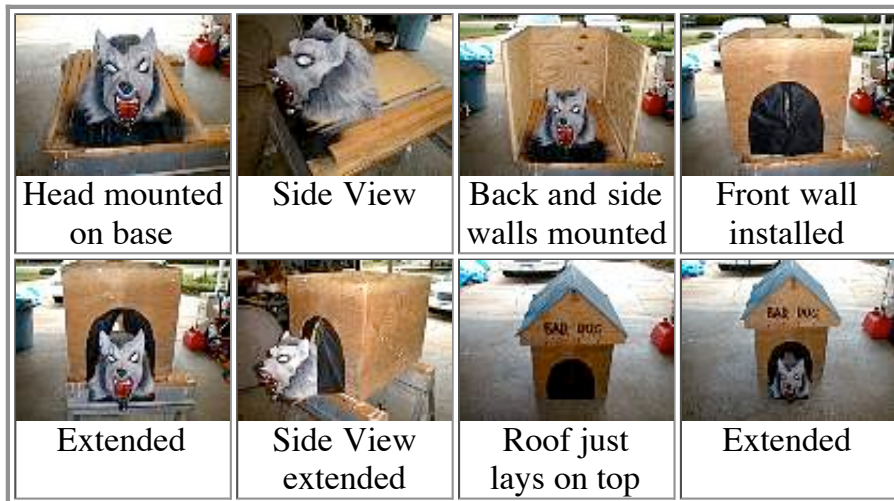 Head mounted
on base
Side View
Back and side
walls mounted
Front wall
installed
Extended
Side View
extended
BAD DOG
Roof just
lays on top
BAD DOG
Extended